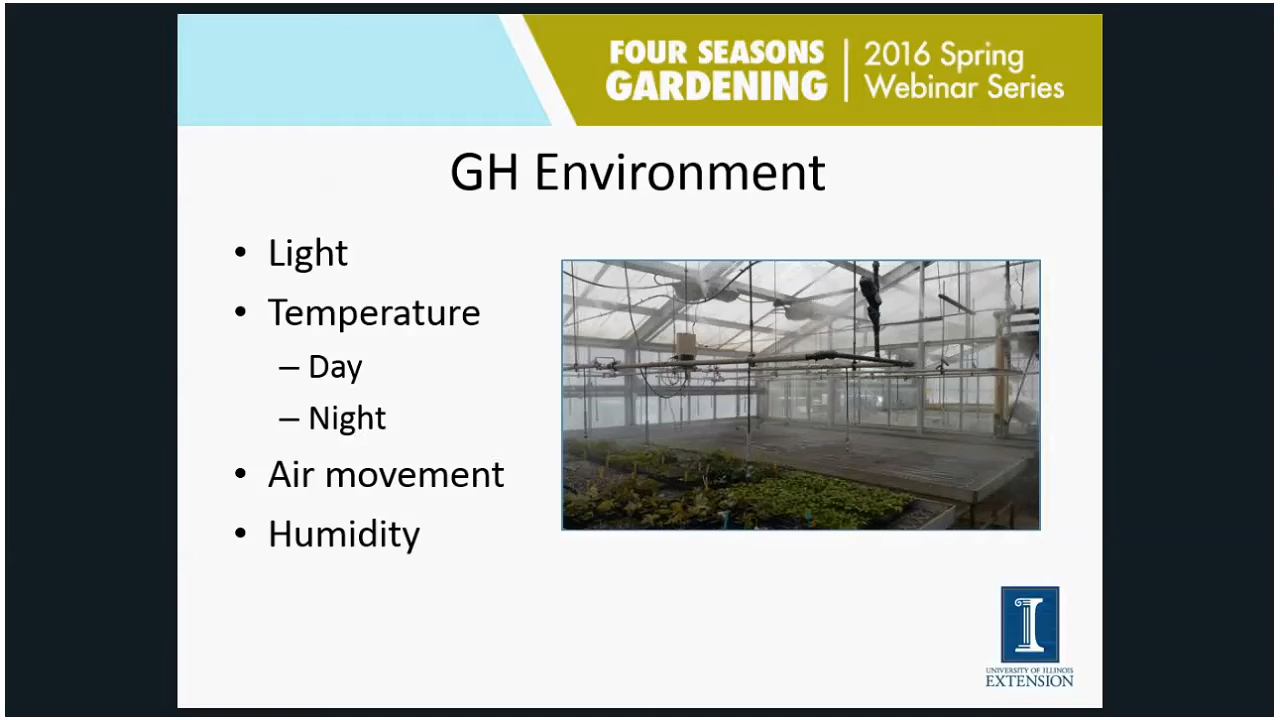 FOUR SEASONS
GARDENING
2016 Spring
Webinar Series
GH Environment
• Light
• Temperature
– Day
– Night
• Air movement
• Humidity
I
UNIVERSITY OF ILLINOIS
EXTENSION